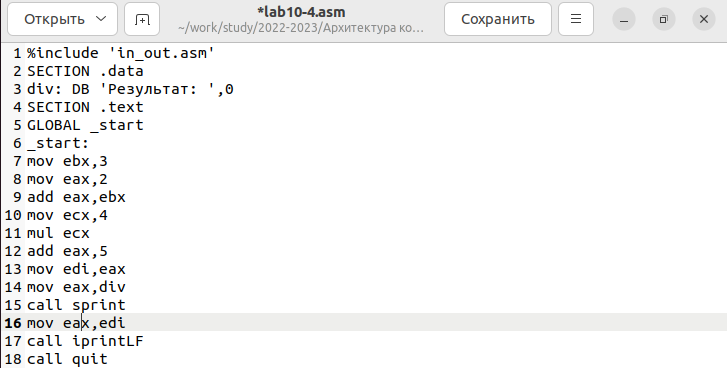 Открыть
*lab10-4.asm
~/work/study/2022-2023/Архитектура ко...
Сохранить
1 %include 'in_out.asm'
2 SECTION .data
3 div: DB 'Результат: ',0
4 SECTION .text
5 GLOBAL _start
6 _start:
7 mov ebx,3
8 mov eax,2
9 add eax,ebx
10 mov ecx,4
11 mul ecx
12 add eax,5
13 mov edi,eax
14 mov eax,div
15 call sprint
16 mov eax,edi
17 call iprintLF
18 call quit